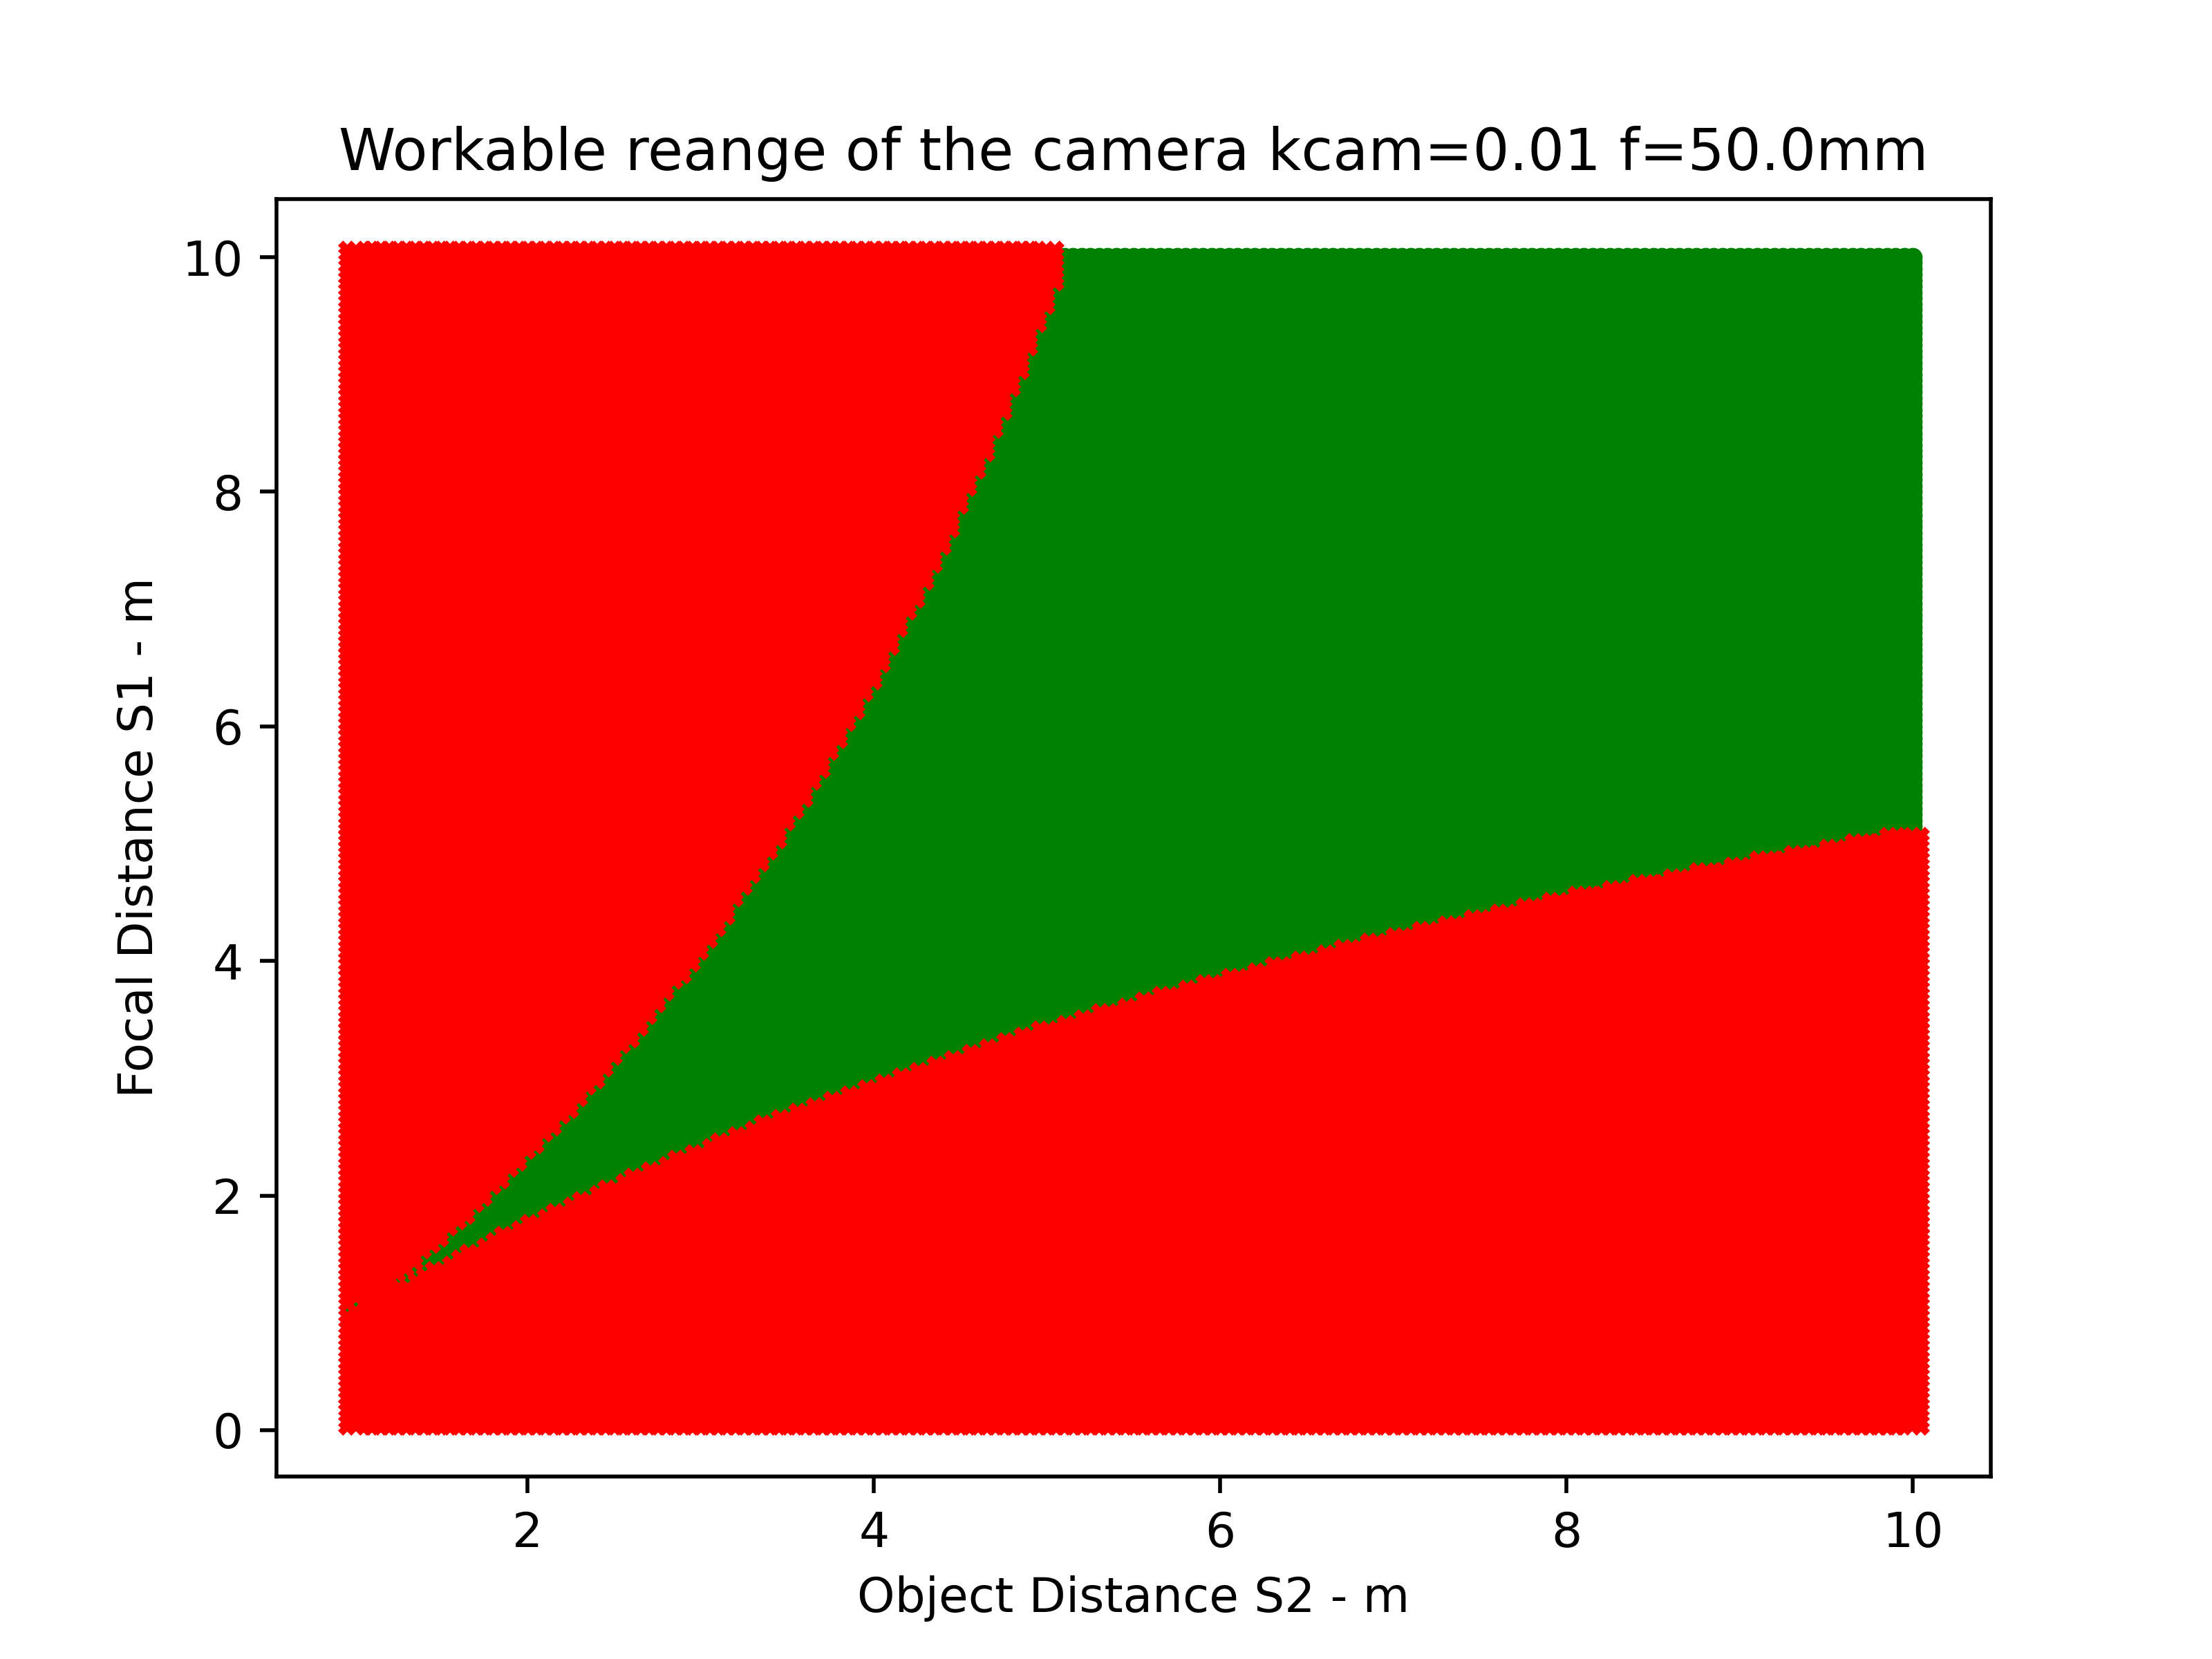 Workable reange of the camera kcam=0.01 f=50.0mm
10
8
6
4
2
0
Focal Distance S1 - m
2 4 6 8 10
Object Distance S2 - m